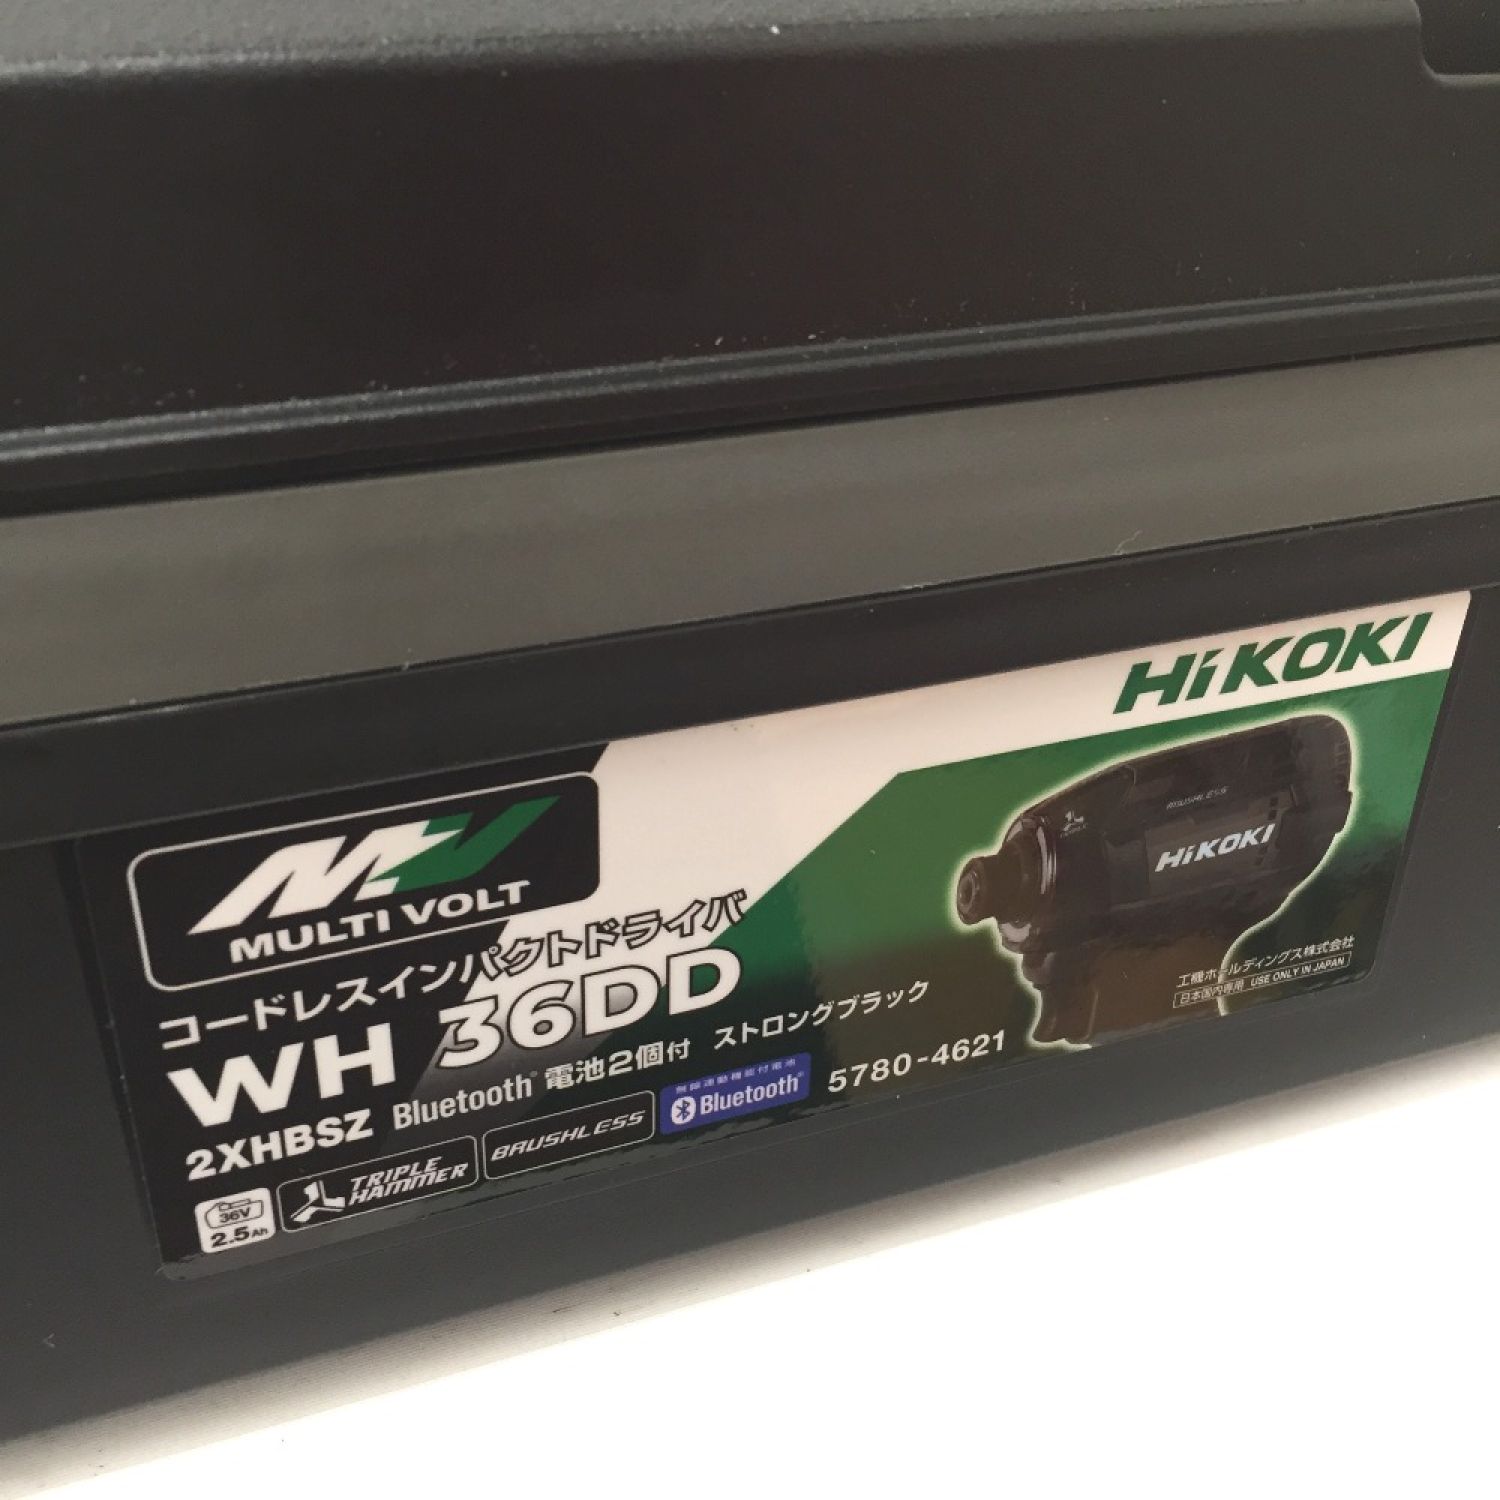 HiKOKI
MULTI VOLT
コードレスインパクトドライバ
WH 36DD
2XHBSZ Bluetooth® 電池2個付 ストロングブラック
36V
2.5Ah
TRIPLE
HAMMER
BRUSHLESS
無線連動機能付電池
Bluetooth®
5780-4621
BRUSHLESS
HiKOKI
TRIPLE
工機ホールディングス株式会社
日本国内専用 USE ONLY IN JAPAN